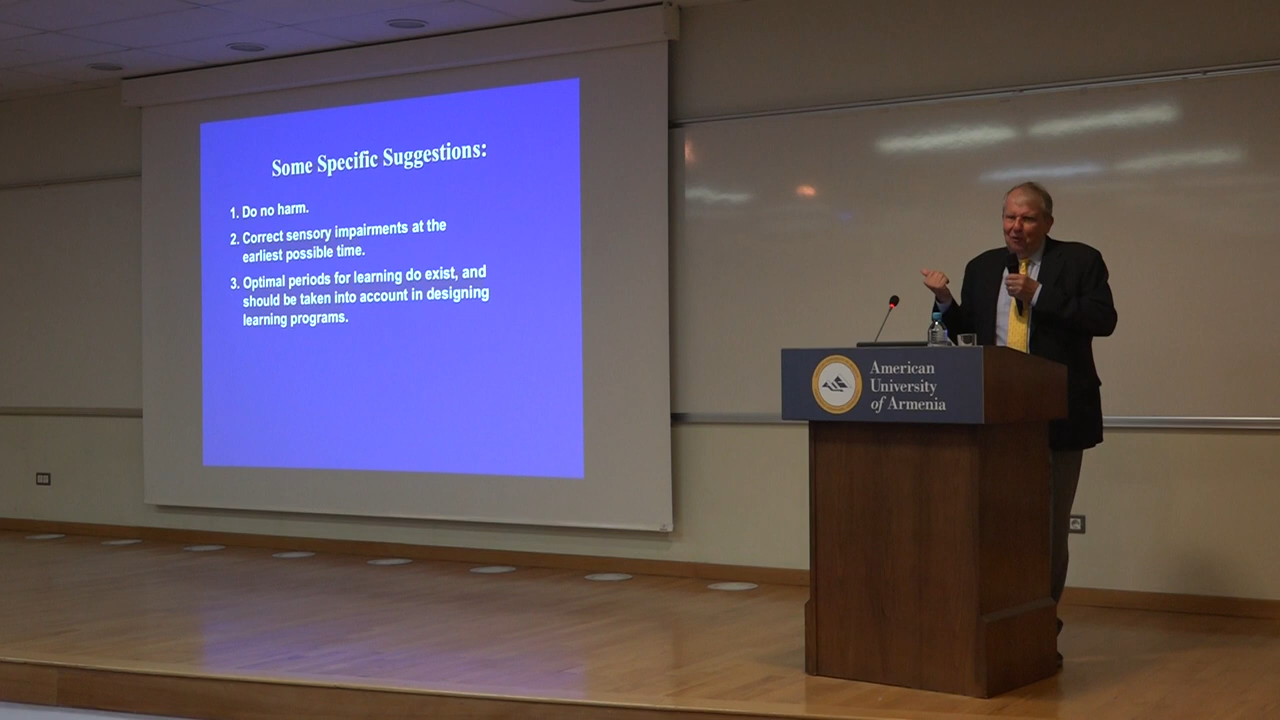 Some Specific Suggestions:
1. Do no harm.
2. Correct sensory impairments at the
earliest possible time.
3. Optimal periods for learning do exist, and
should be taken into account in designing
learning programs.
American
University
of Armenia